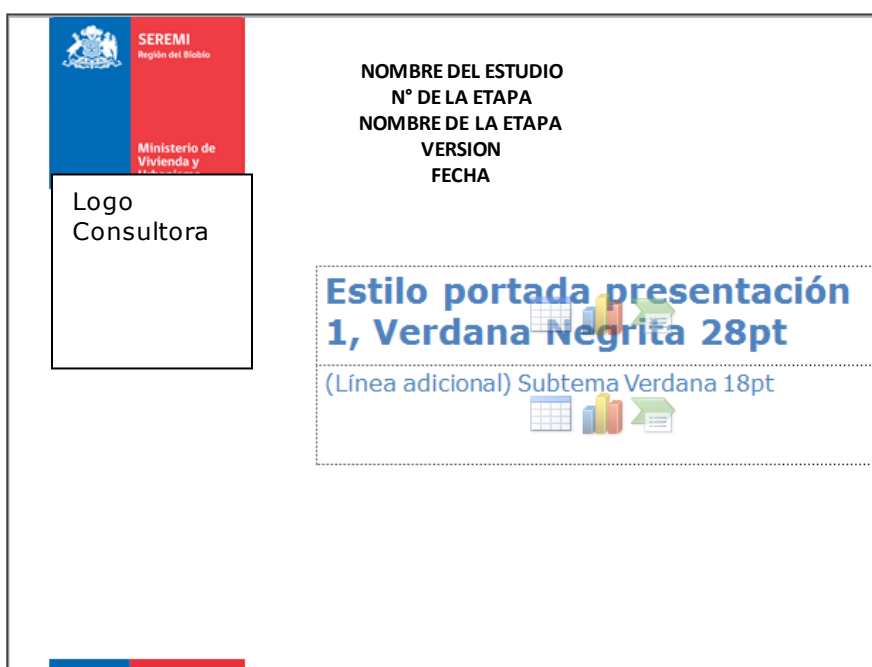 SEREMI
Región del Biobío
Ministerio de
Vivienda y
Urbanismo
NOMBRE DEL ESTUDIO
N° DE LA ETAPA
NOMBRE DE LA ETAPA
VERSION
FECHA
Logo
Consultora
Estilo portada presentación
1, Verdana Negrita 28pt
(Línea adicional) Subtema Verdana 18pt